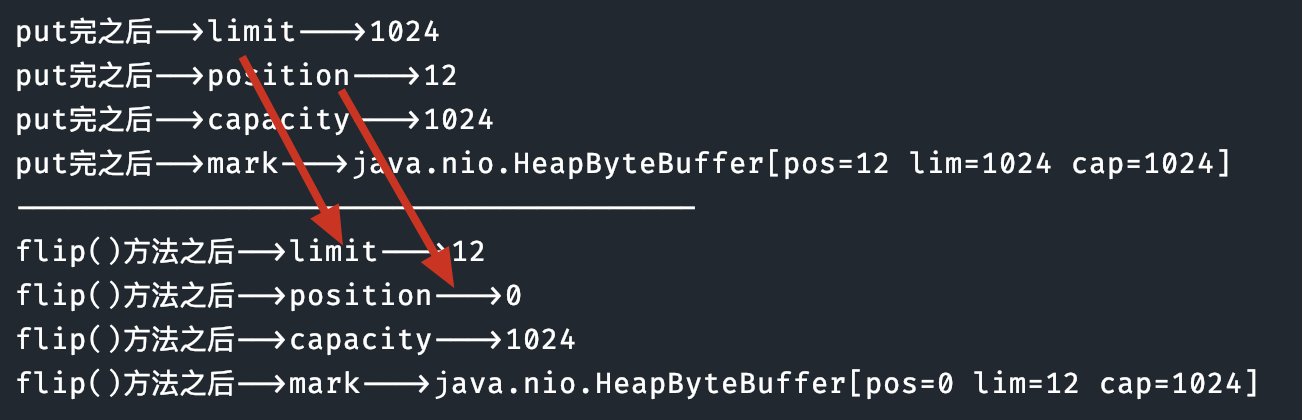 put完之后-->limit--->1024
put完之后-->position--->12
put完之后-->capacity--->1024
put完之后-->mark--->java.nio.HeapByteBuffer[pos=12 lim=1024 cap=1024]
flip()方法之后-->limit--->12
flip()方法之后-->position--->0
flip()方法之后-->capacity--->1024
flip()方法之后-->mark--->java.nio.HeapByteBuffer[pos=0 lim=12 cap=1024]